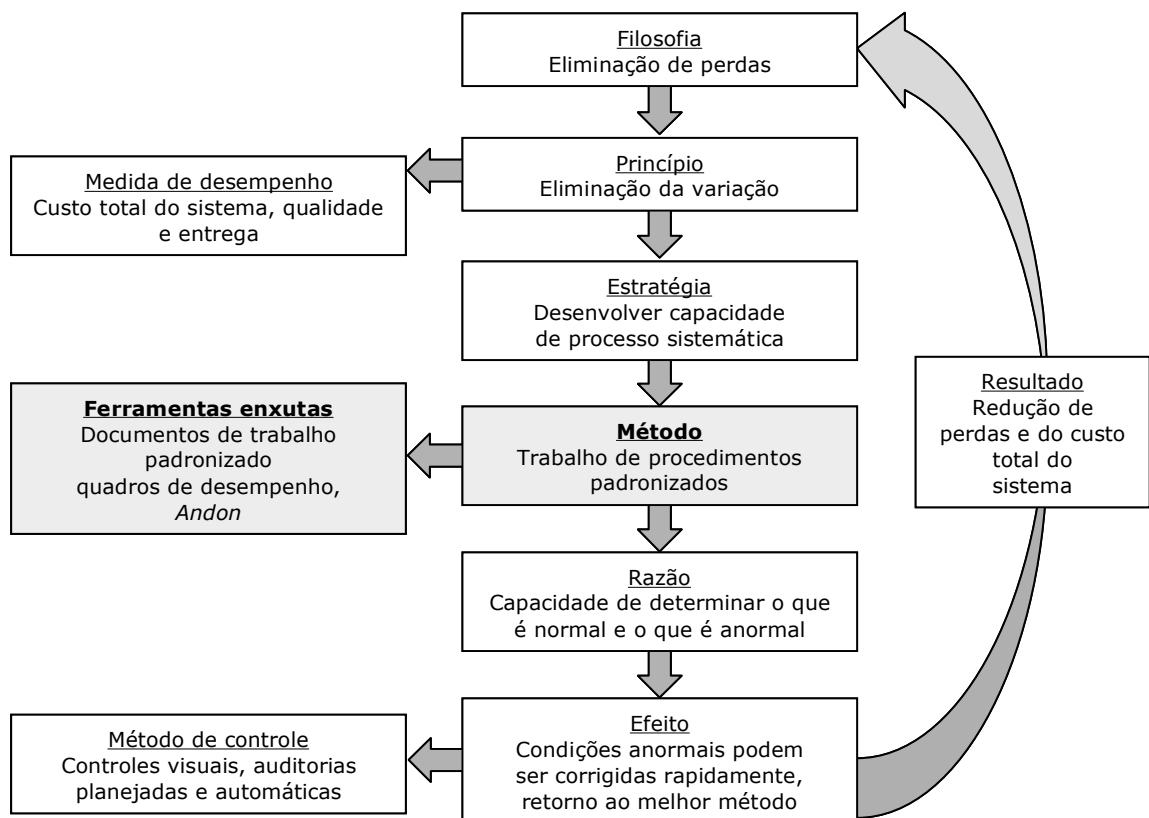 Filosofia
Eliminação de perdas
Princípio
Eliminação da variação
Medida de desempenho
Custo total do sistema, qualidade
e entrega
Estratégia
Desenvolver capacidade
de processo sistemática
Ferramentas enxutas
Documentos de trabalho
padronizado
quadros de desempenho,
Andon
Método
Trabalho de procedimentos
padronizados
Resultado
Redução de
perdas e do custo
total do
sistema
Razão
Capacidade de determinar o que
é normal e o que é anormal
Método de controle
Controles visuais, auditorias
planejadas e automáticas
Efeito
Condições anormais podem
ser corrigidas rapidamente,
retorno ao melhor método